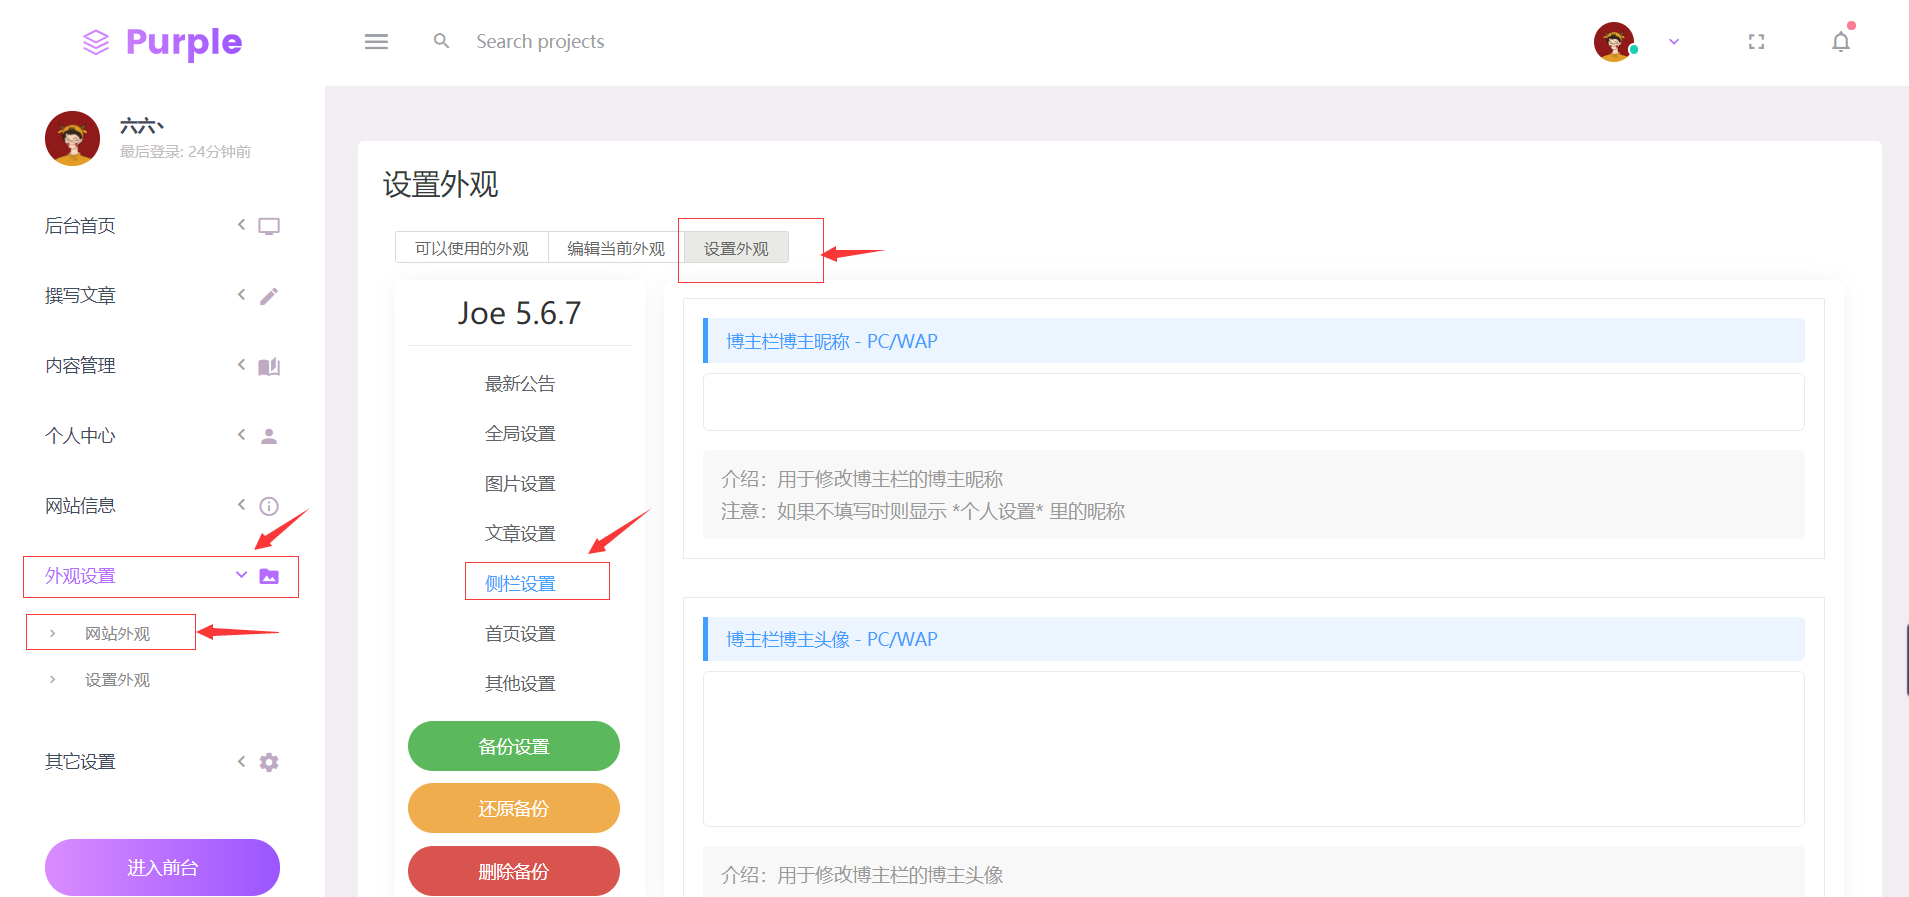 Purple
Search projects
六六、
最后登录: 24分钟前
后台首页
撰写文章
内容管理
个人中心
网站信息
外观设置
网站外观
设置外观
其它设置
进入前台
设置外观
可以使用的外观
编辑当前外观
设置外观
Joe 5.6.7
最新公告
全局设置
图片设置
文章设置
侧栏设置
首页设置
其他设置
备份设置
还原备份
删除备份
博主栏博主昵称 - PC/WAP
介绍：用于修改博主栏的博主昵称
注意：如果不填写时则显示 *个人设置* 里的昵称
博主栏博主头像 - PC/WAP
介绍：用于修改博主栏的博主头像